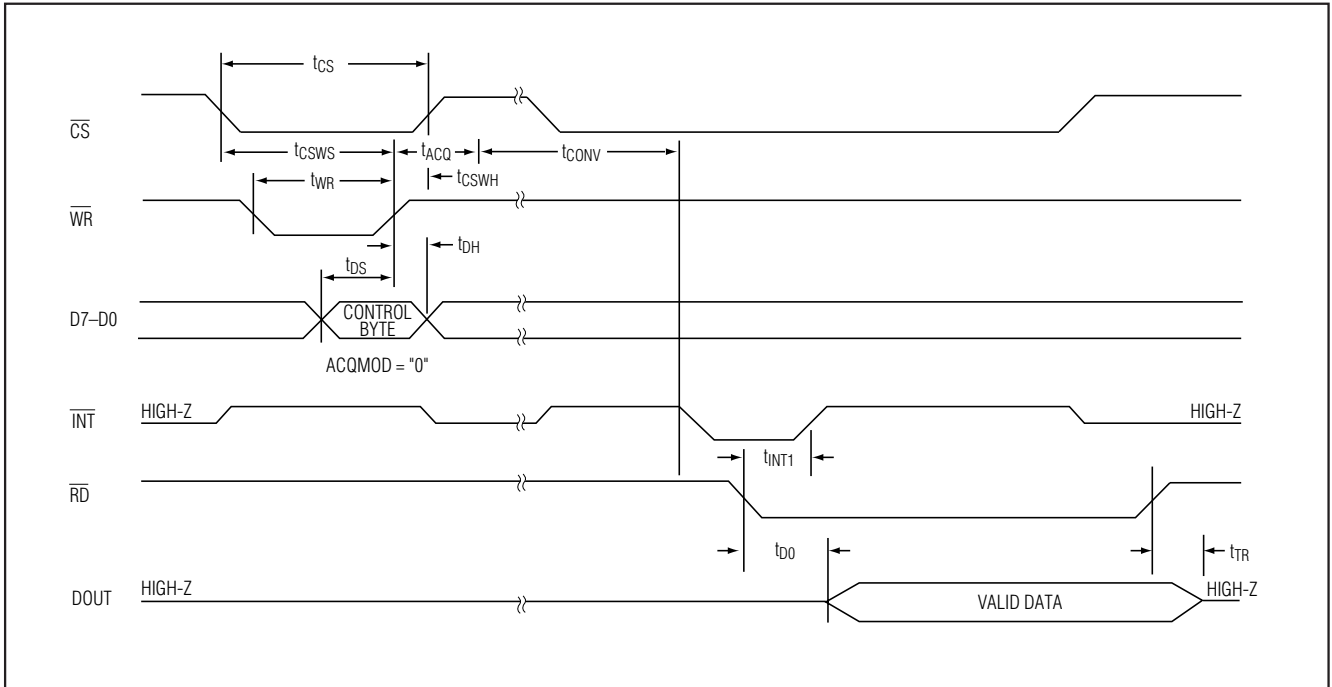 tCS
CS
tCSWS
tACQ
tCONV
tWR
tCSWH
WR
tDH
tDS
D7–D0
CONTROL
BYTE
ACQMOD = "0"
INT
HIGH-Z
HIGH-Z
tINT1
RD
tD0
tTR
DOUT
HIGH-Z
VALID DATA
HIGH-Z